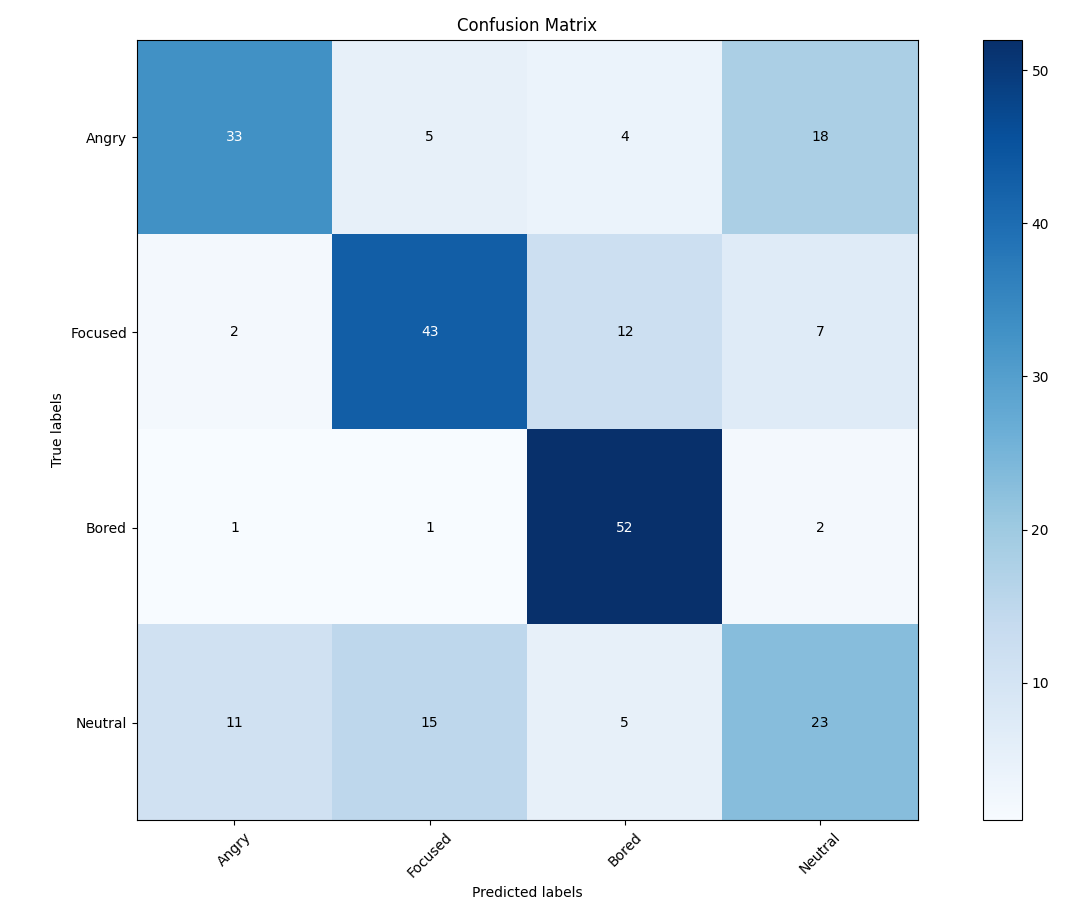 Confusion Matrix
Angry 33 5 4 18
Focused 2 43 12 7
Bored 1 1 52 2
Neutral 11 15 5 23
Angry Focused Bored Neutral
Predicted labels
True labels
50
40
30
20
10